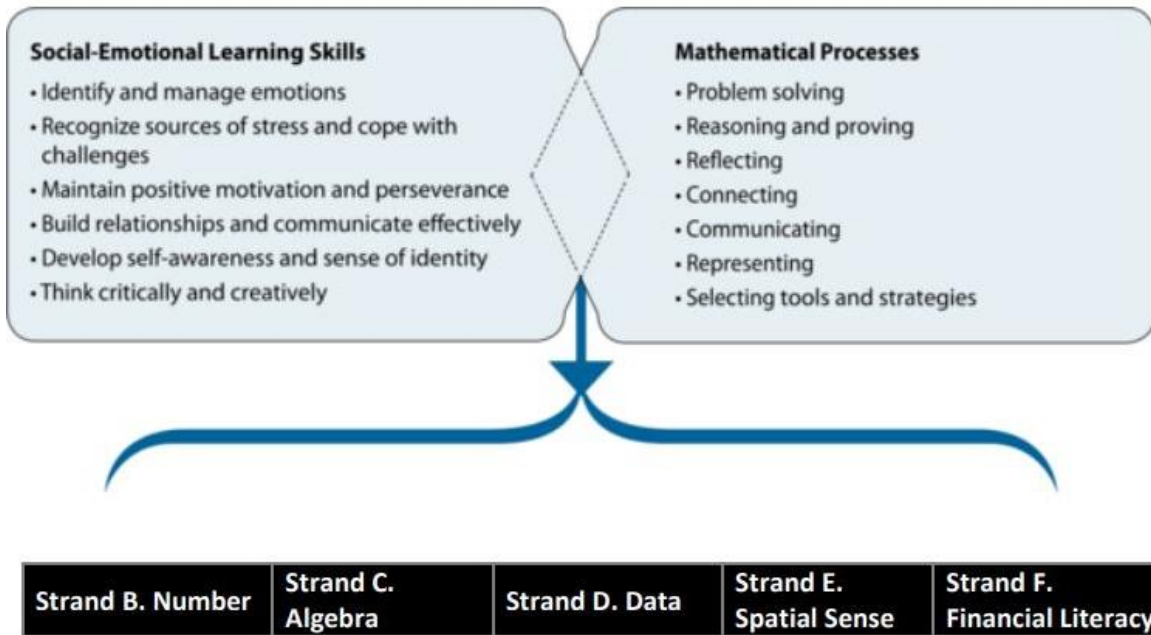 Social-Emotional Learning Skills
• Identify and manage emotions
• Recognize sources of stress and cope with
challenges
• Maintain positive motivation and perseverance
• Build relationships and communicate effectively
• Develop self-awareness and sense of identity
• Think critically and creatively
Mathematical Processes
• Problem solving
• Reasoning and proving
• Reflecting
• Connecting
• Communicating
• Representing
• Selecting tools and strategies
Strand B. Number
Strand C.
Algebra
Strand D. Data
Strand E.
Spatial Sense
Strand F.
Financial Literacy